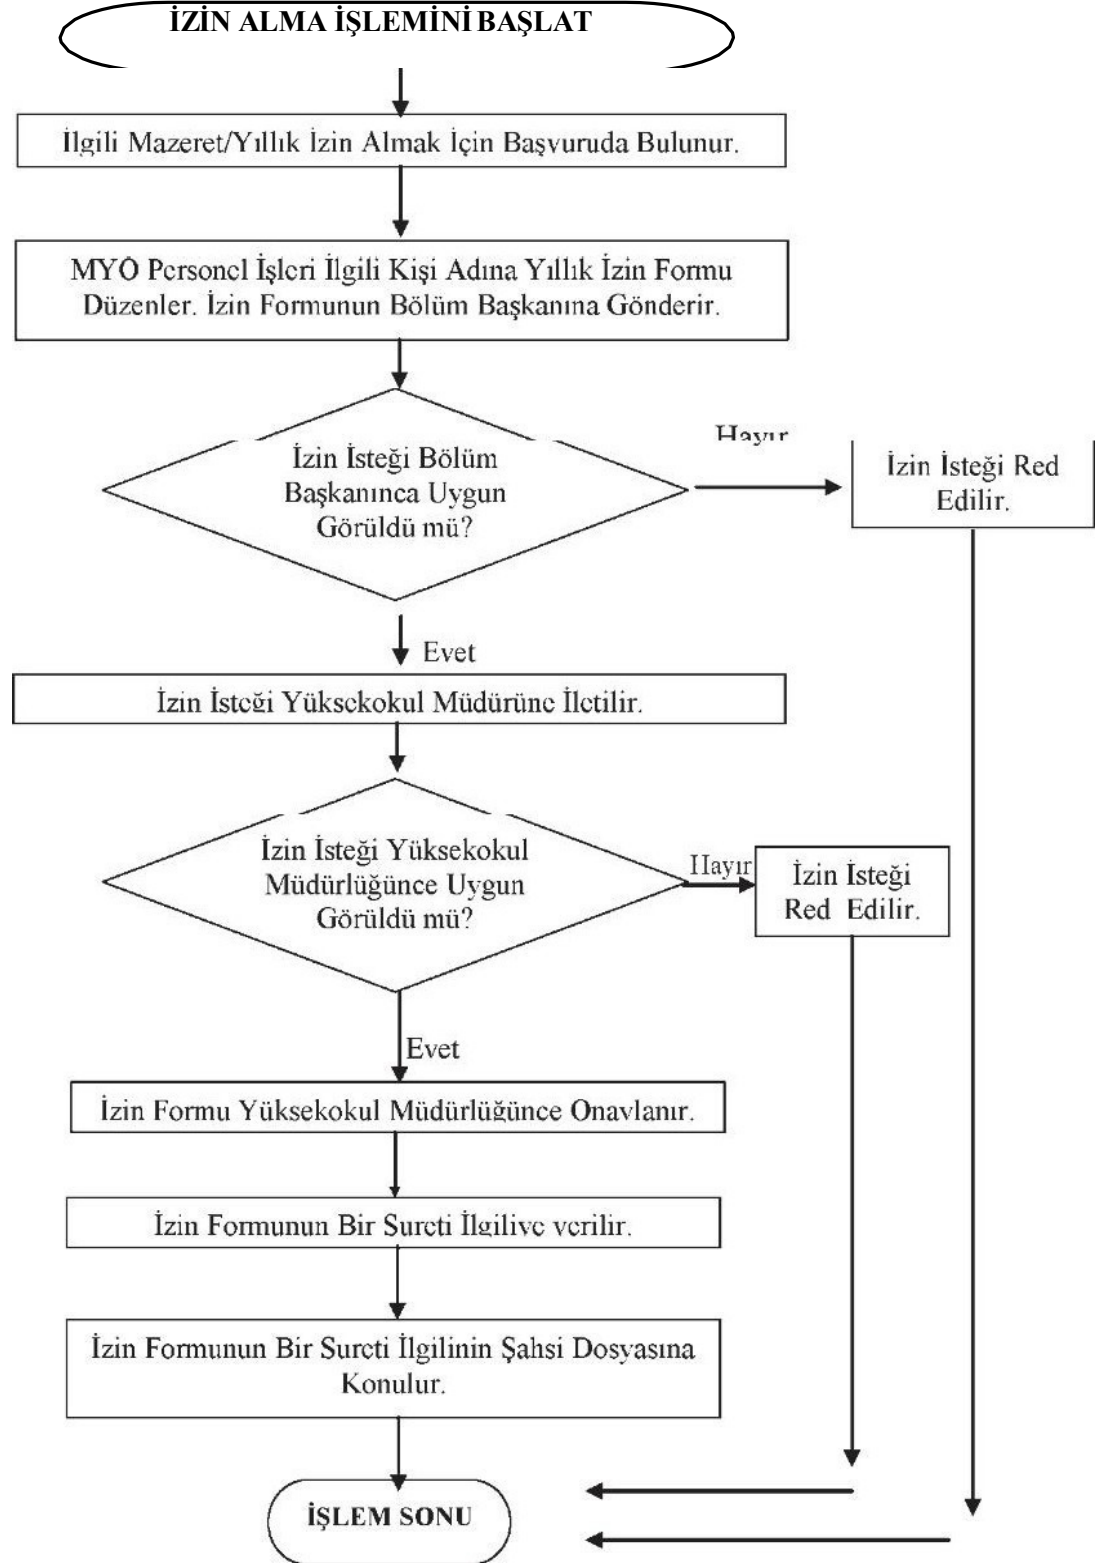 İZİN ALMA İŞLEMİNİ BAŞLAT
İlgili Mazeret/Yıllık İzin Almak İçin Başvuruda Bulunur.
MYO Personel İşleri İlgili Kişi Adına Yıllık İzin Formu
Düzenler. İzin Formunun Bölüm Başkanına Gönderir.
İzin İsteği Bölüm
Başkanınca Uygun
Görüldü mü?
Hayır
İzin İsteği Red
Edilir.
Evet
İzin İsteği Yüksekokul Müdürüne İletilir.
İzin İsteği Yüksekokul
Müdürlüğünce Uygun
Görüldü mü?
Hayır
İzin İsteği
Red Edilir.
Evet
İzin Formu Yüksekokul Müdürlüğünce Onaylanır.
İzin Formunun Bir Sureti İlgiliye verilir.
İzin Formunun Bir Sureti İlgilinin Şahsi Dosyasına
Konulur.
İŞLEM SONU